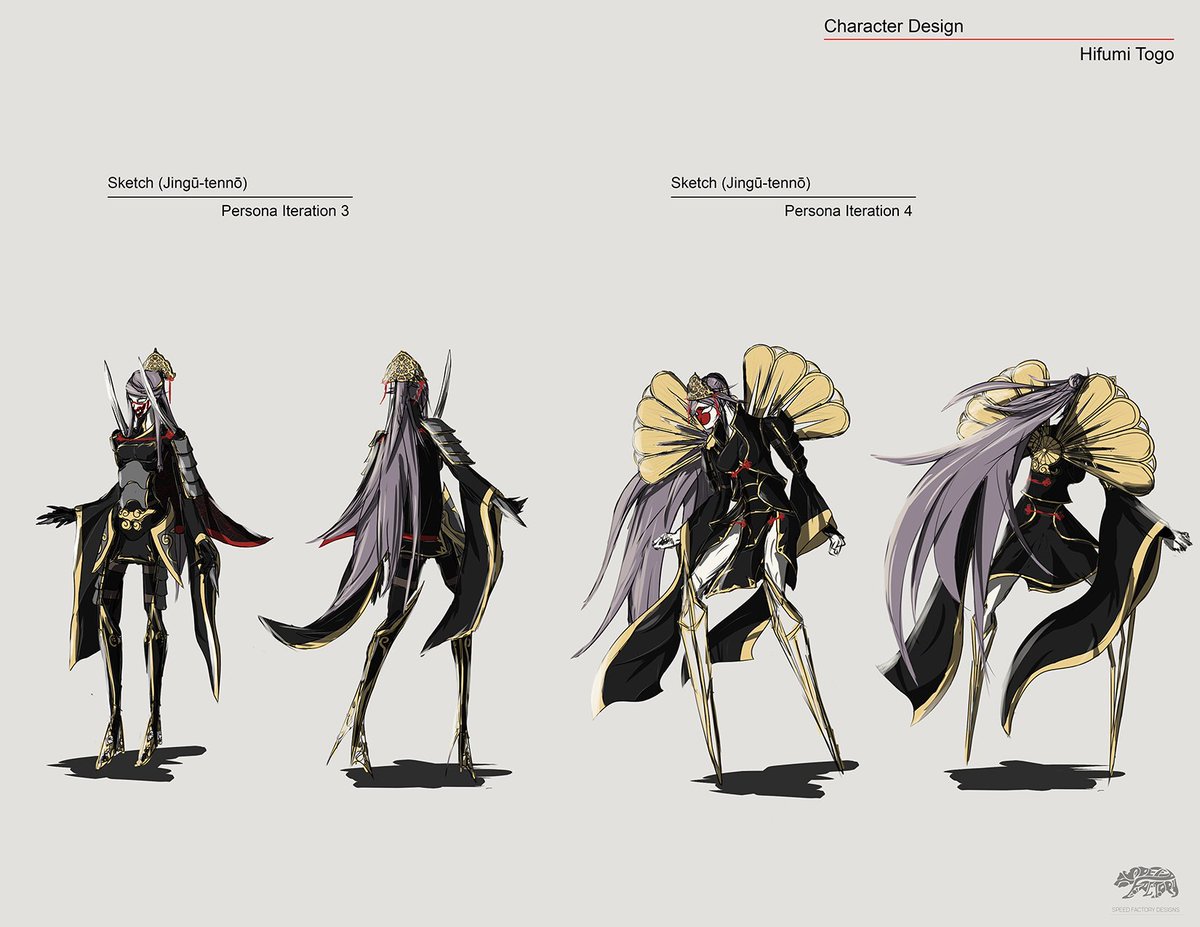 Character Design
Hifumi Togo
Sketch (Jingū-tennō)
Persona Iteration 3
Sketch (Jingū-tennō)
Persona Iteration 4
SPEED FACTORY DESIGNS